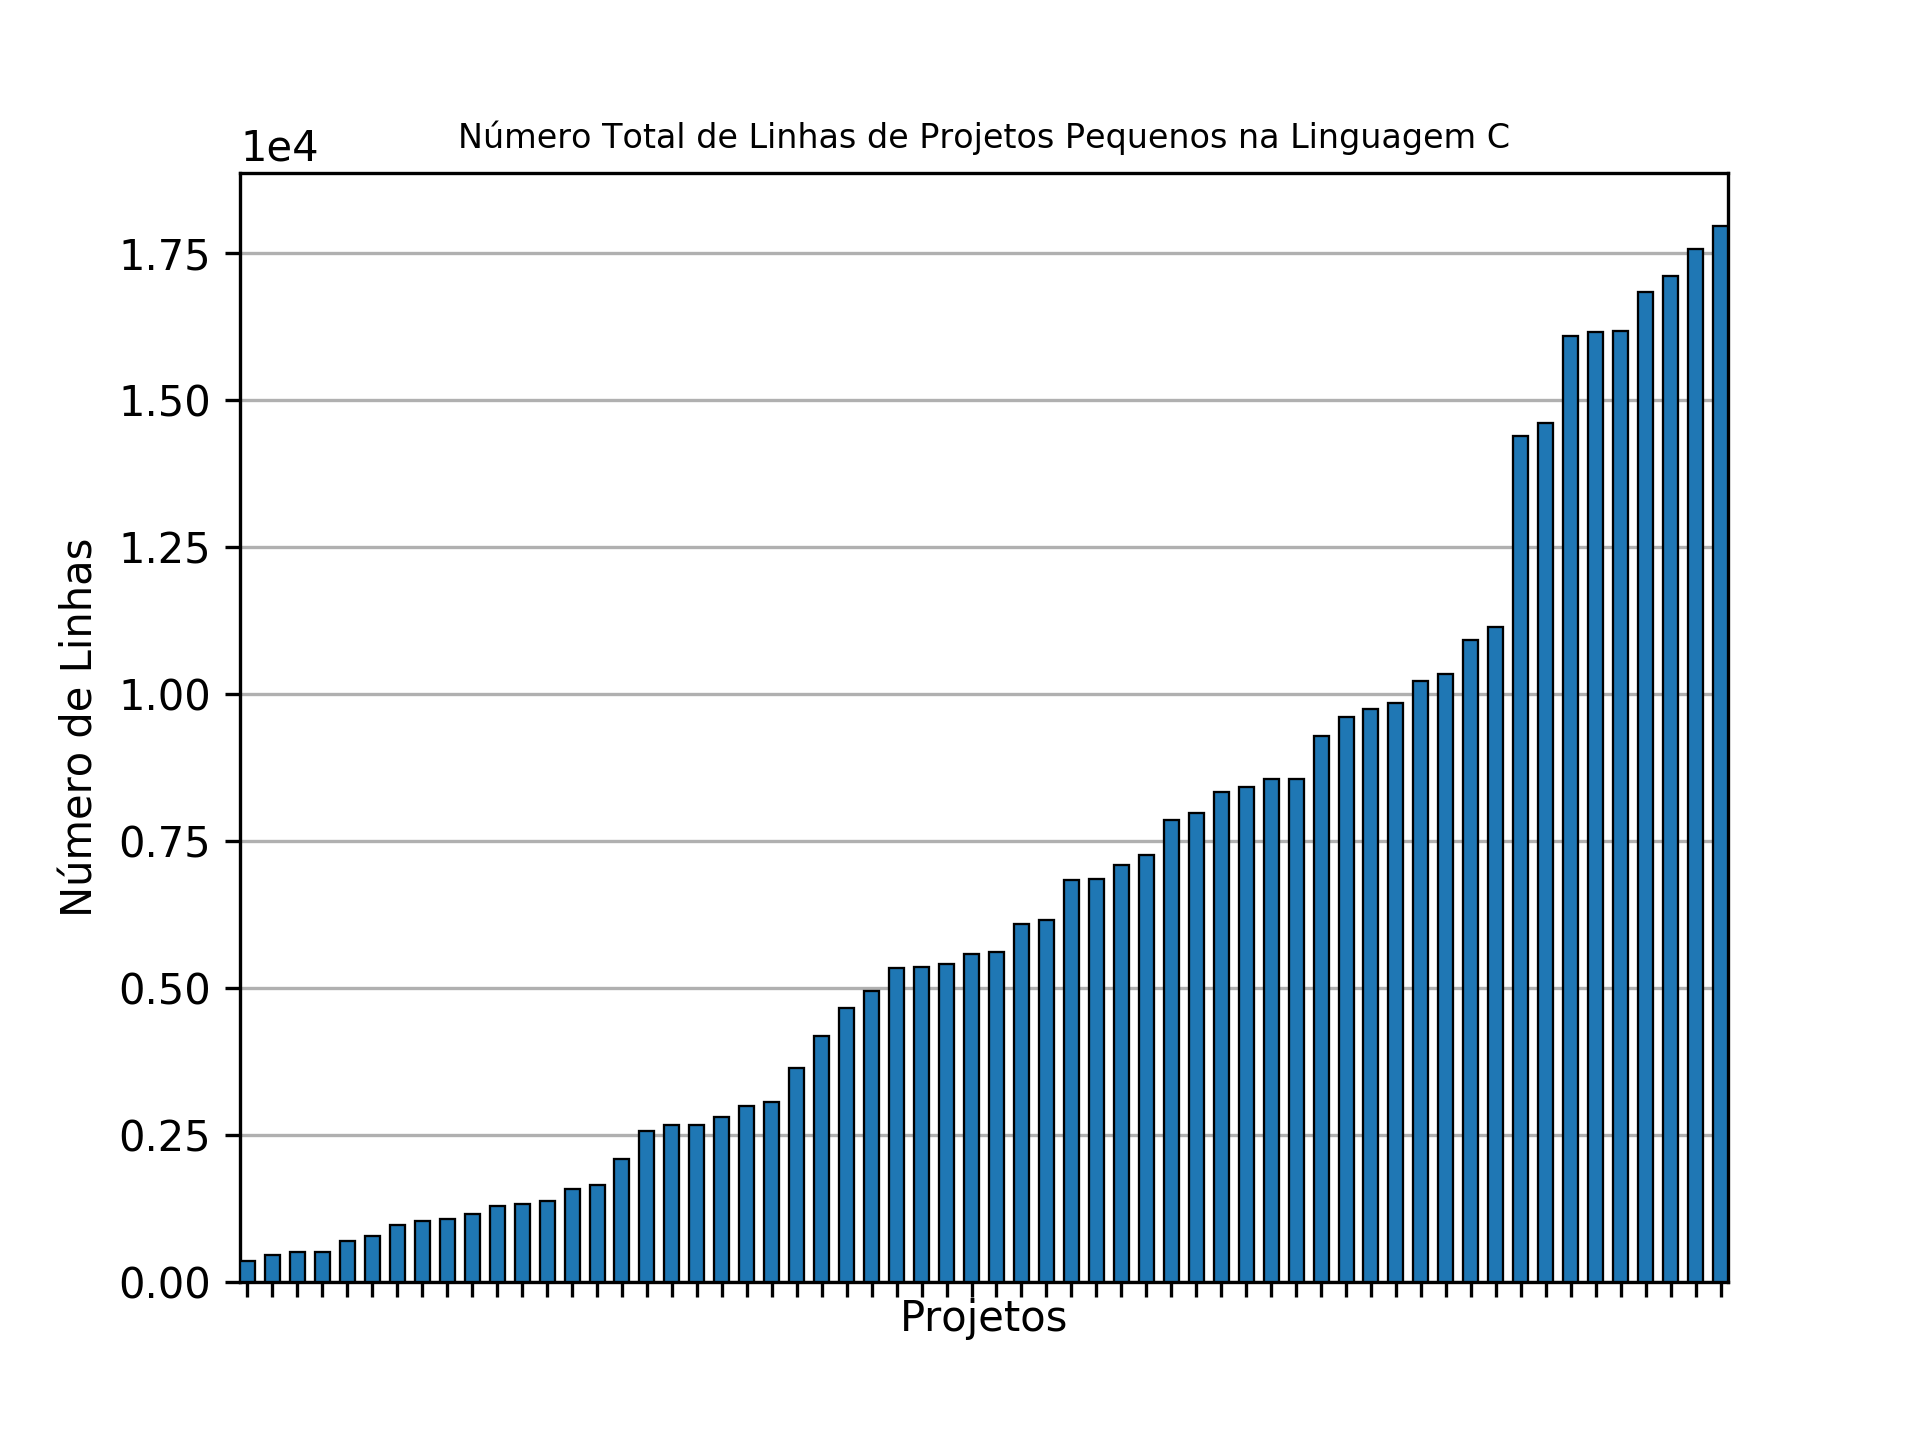 1e4
Número Total de Linhas de Projetos Pequenos na Linguagem C
1.75
1.50
1.25
1.00
0.75
0.50
0.25
0.00
Número de Linhas
Projetos